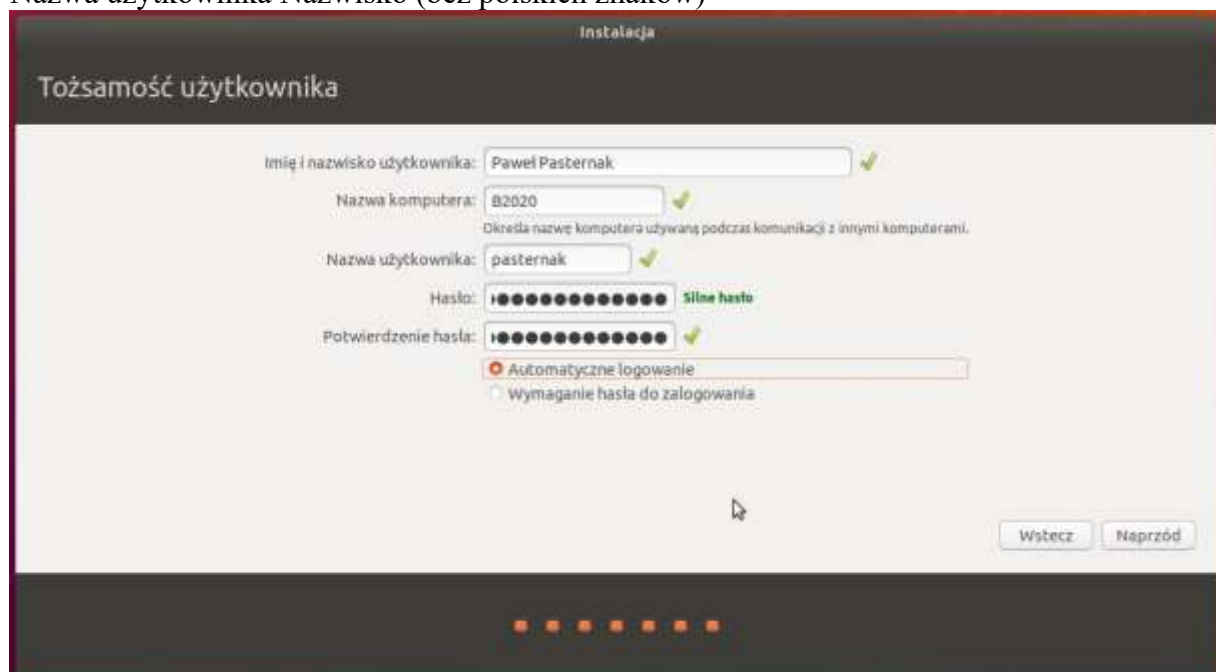 Nazwa użytkownika Nazwisko (bez polskich znaków)
Instalacja
Tożsamość użytkownika
Imię i nazwisko użytkownika: Paweł Pasternak
Nazwa komputera: B2020
Określa nazwę komputera używaną podczas komunikacji z innymi komputerami.
Nazwa użytkownika: pasternak
Hasło: Silne hasło
Potwierdzenie hasła:
Automatyczne logowanie
Wymaganie hasła do zalogowania
Wstecz Naprzód